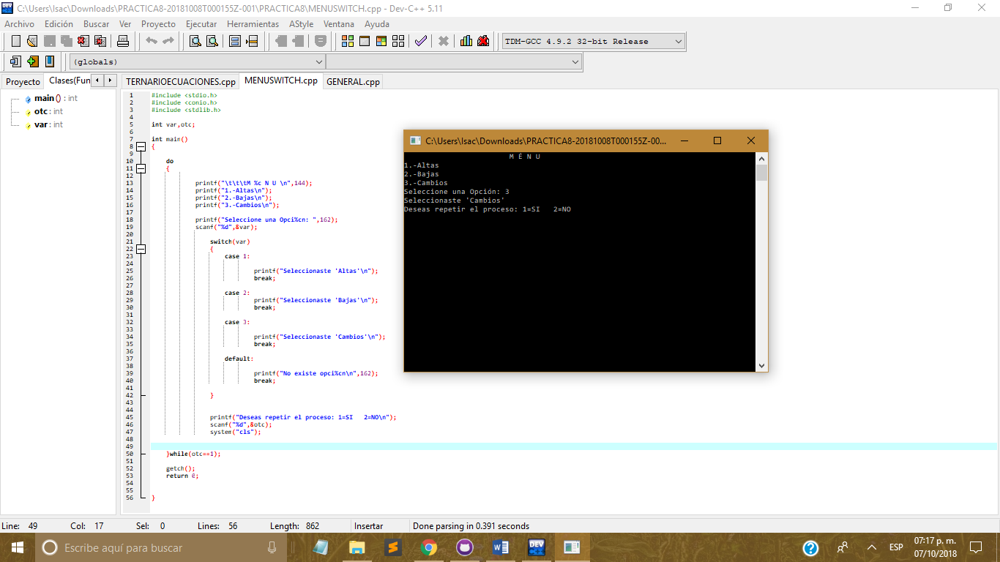 C:\Users\Isac\Downloads\PRACTICA8-20181008T000155Z-001\PRACTICA8\MENUSWITCH.cpp - Dev-C++ 5.11
Archivo Edición Buscar Ver Proyecto Ejecutar Herramientas AStyle Ventana Ayuda
TDM-GCC 4.9.2 32-bit Release
(globals)
Proyecto Clases(Fun TERNARIOECUACIONES.cpp MENUSWITCH.cpp GENERAL.cpp
main () : int
otc : int
var : int
1 #include <stdio.h>
2 #include <conio.h>
3 #include <stdlib.h>
4
5 int var,otc;
6
7 int main()
8 {
9
10 do
11 {
12
13 printf("\t\t\tM %c N U \n",144);
14 printf("1.-Altas\n");
15 printf("2.-Bajas\n");
16 printf("3.-Cambios\n");
17
18 printf("Seleccione una Opci%cn: ",162);
19 scanf("%d",&var);
20
21 switch(var)
22 {
23 case 1:
24
25 printf("Seleccionaste 'Altas'\n");
26 break;
27
28 case 2:
29 printf("Seleccionaste 'Bajas'\n");
30 break;
31
32 case 3:
33
34 printf("Seleccionaste 'Cambios'\n");
35 break;
36
37 default:
38
39 printf("No existe opci%cn\n",162);
40 break;
41
42 }
43
44
45 printf("Deseas repetir el proceso: 1=SI   2=NO\n");
46 scanf("%d",&otc);
47 system("cls");
48
49
50 }while(otc==1);
51
52 getch();
53 return 0;
54
55
56 }
C:\Users\Isac\Downloads\PRACTICA8-20181008T000155Z-00...
M É N U
1.-Altas
2.-Bajas
3.-Cambios
Seleccione una Opción: 3
Seleccionaste 'Cambios'
Deseas repetir el proceso: 1=SI   2=NO
Line: 49 Col: 17 Sel: 0 Lines: 56 Length: 862 Insertar Done parsing in 0.391 seconds
Escribe aquí para buscar
DEV
ESP
07:17 p. m.
07/10/2018